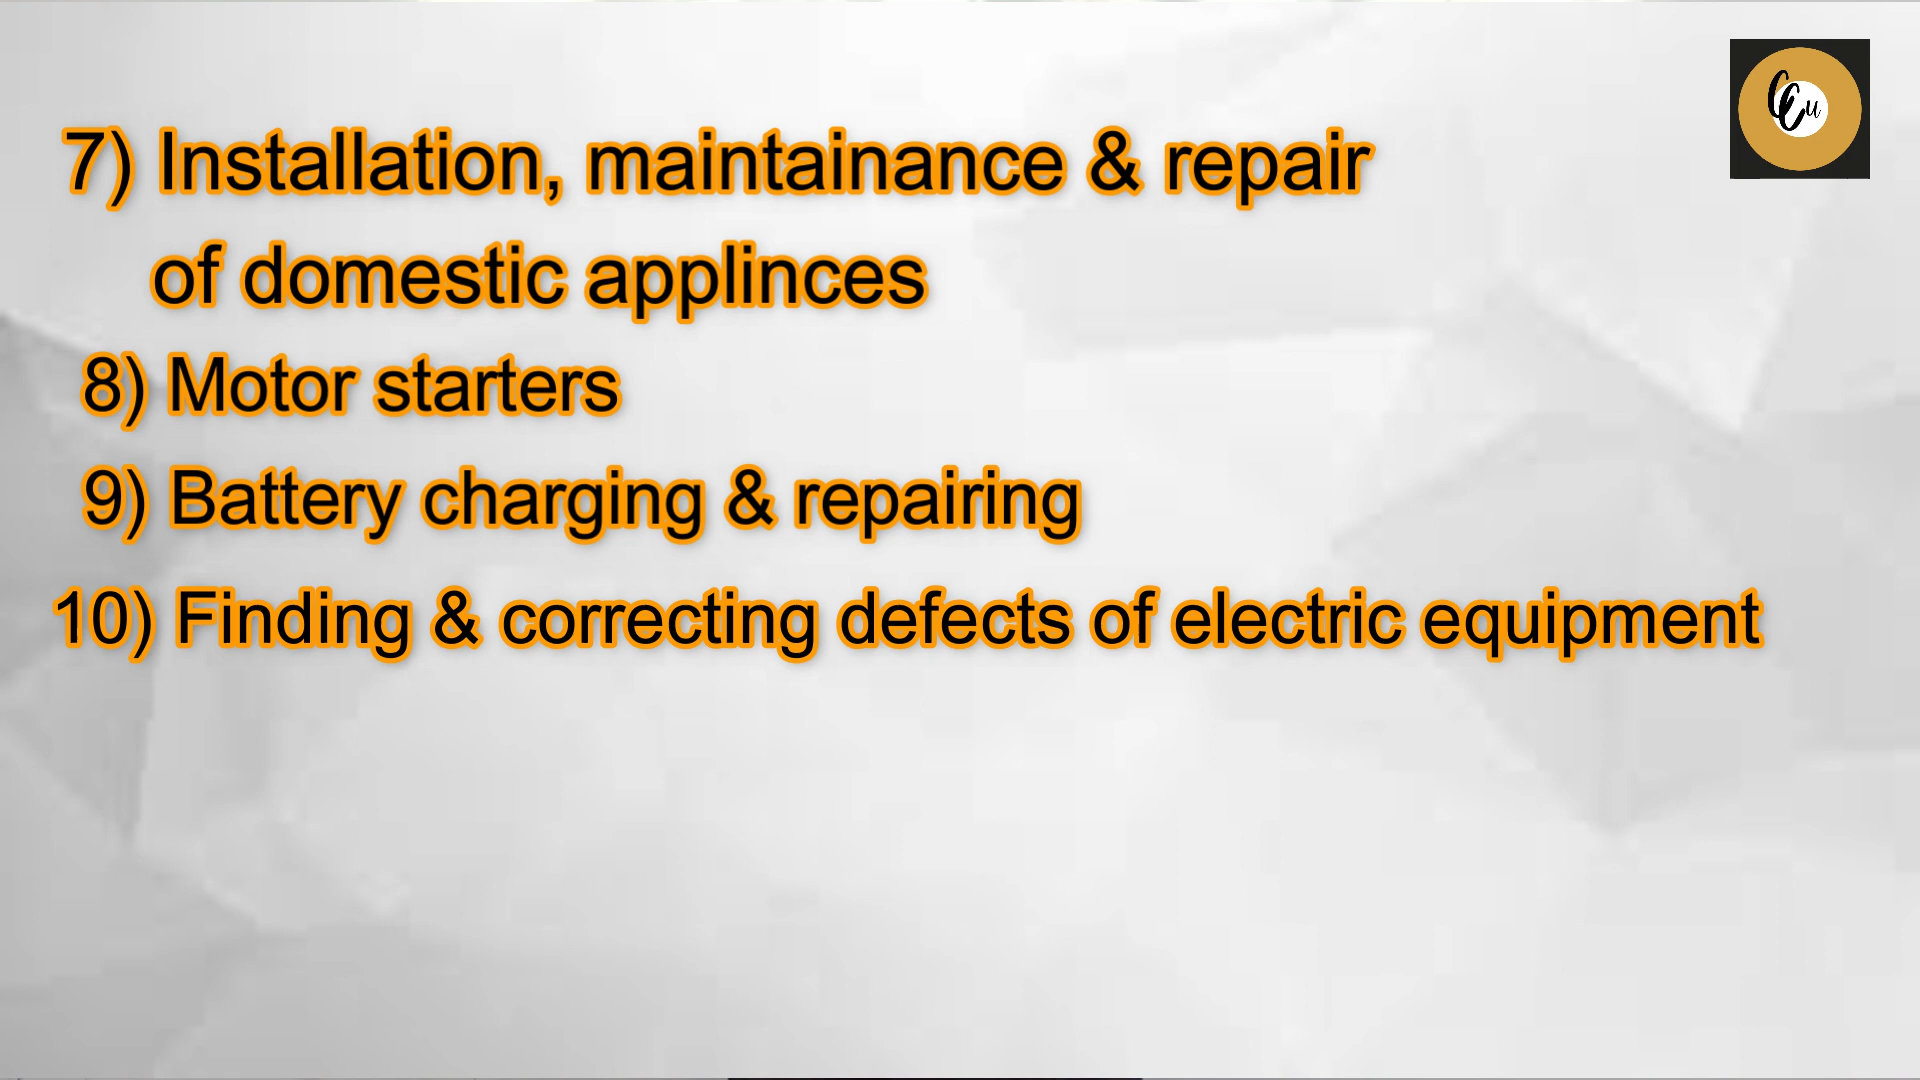 7) Installation, maintainance & repair
of domestic applinces
8) Motor starters
9) Battery charging & repairing
10) Finding & correcting defects of electric equipment